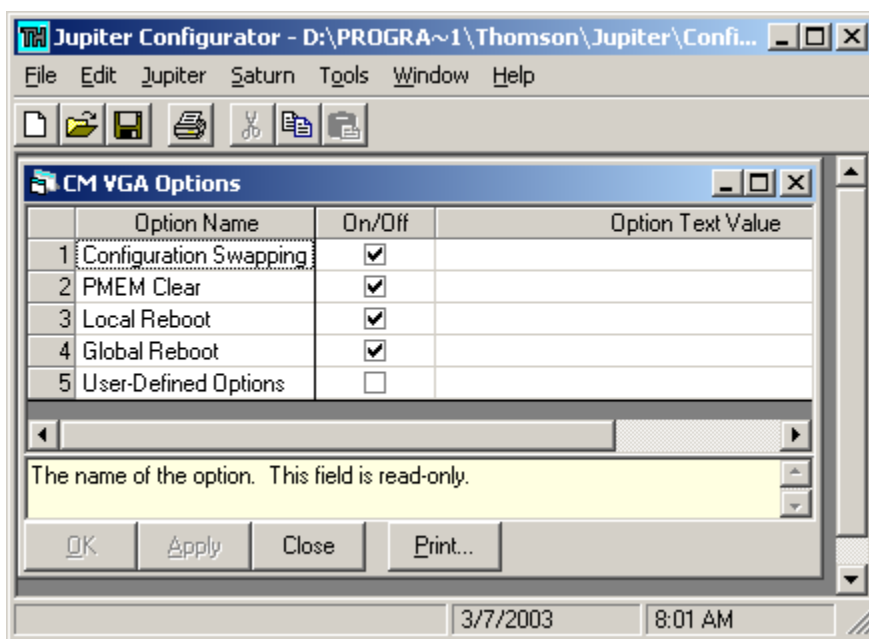 TH Jupiter Configurator - D:\PROGRA~1\Thomson\Jupiter\Confi...
File Edit Jupiter Saturn Tools Window Help
CM VGA Options
Option Name On/Off Option Text Value
1 Configuration Swapping
2 PMEM Clear
3 Local Reboot
4 Global Reboot
5 User-Defined Options
The name of the option. This field is read-only.
OK Apply Close Print...
3/7/2003 8:01 AM